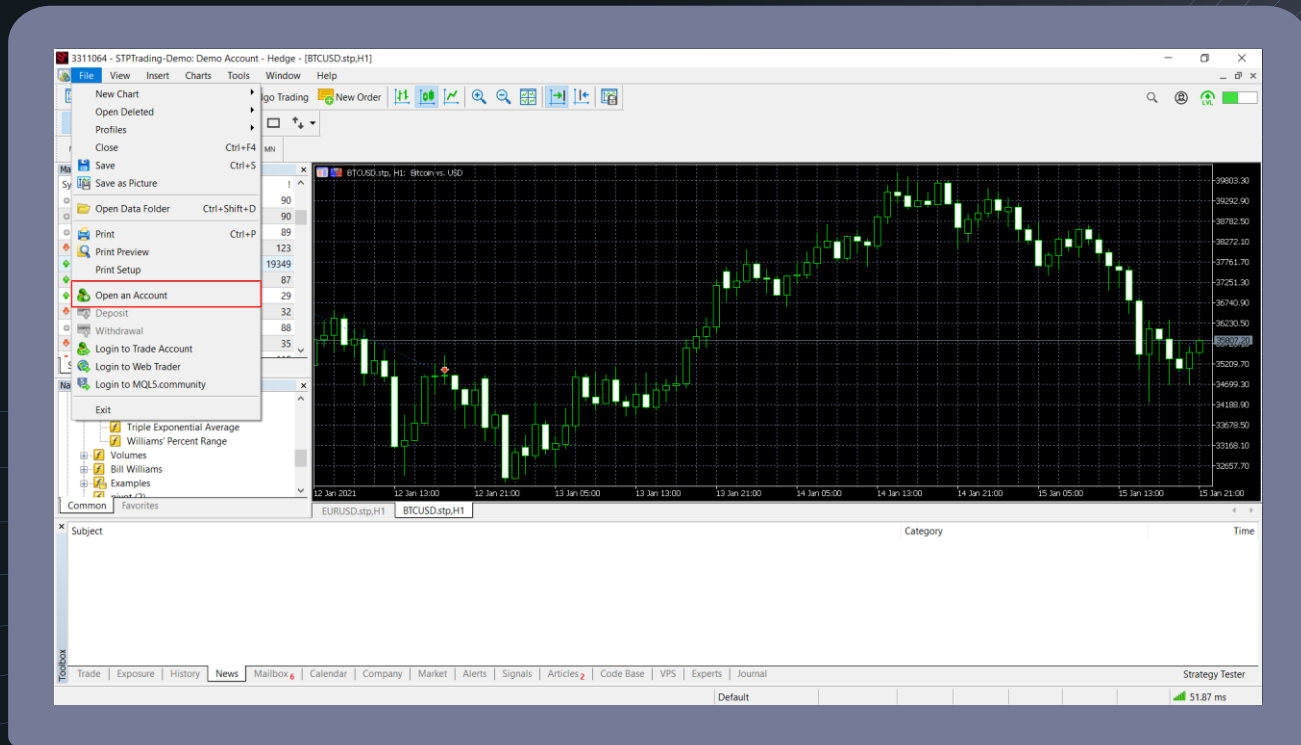 3311064 - STPTrading-Demo: Demo Account - Hedge - [BTCUSD.stp,H1]
File View Insert Charts Tools Window Help
New Chart
Open Deleted
Profiles
Close Ctrl+F4
Save Ctrl+S
Save as Picture
Open Data Folder Ctrl+Shift+D
Print Ctrl+P
Print Preview
Print Setup
Open an Account
Deposit
Withdrawal
Login to Trade Account
Login to Web Trader
Login to MQL5.community
Exit
lgo Trading New Order LVL
MN
Ma
Sy !
90
90
89
123
19349
87
29
32
88
35
Na
Triple Exponential Average
Williams' Percent Range
Volumes
Bill Williams
Examples
Common Favorites
BTCUSD.stp, H1: Bitcoin vs. USD
39803.30
39292.90
38782.50
38272.10
37761.70
37251.30
36740.90
36230.50
35807.20
35209.70
34699.30
34188.90
33678.50
33168.10
32657.70
12 Jan 2021 12 Jan 13:00 12 Jan 21:00 13 Jan 05:00 13 Jan 13:00 13 Jan 21:00 14 Jan 05:00 14 Jan 13:00 14 Jan 21:00 15 Jan 05:00 15 Jan 13:00 15 Jan 21:00
EURUSD.stp,H1 BTCUSD.stp,H1
Subject Category Time
Toolbox
Trade Exposure History News Mailbox 6 Calendar Company Market Alerts Signals Articles 2 Code Base VPS Experts Journal Strategy Tester
Default 51.87 ms